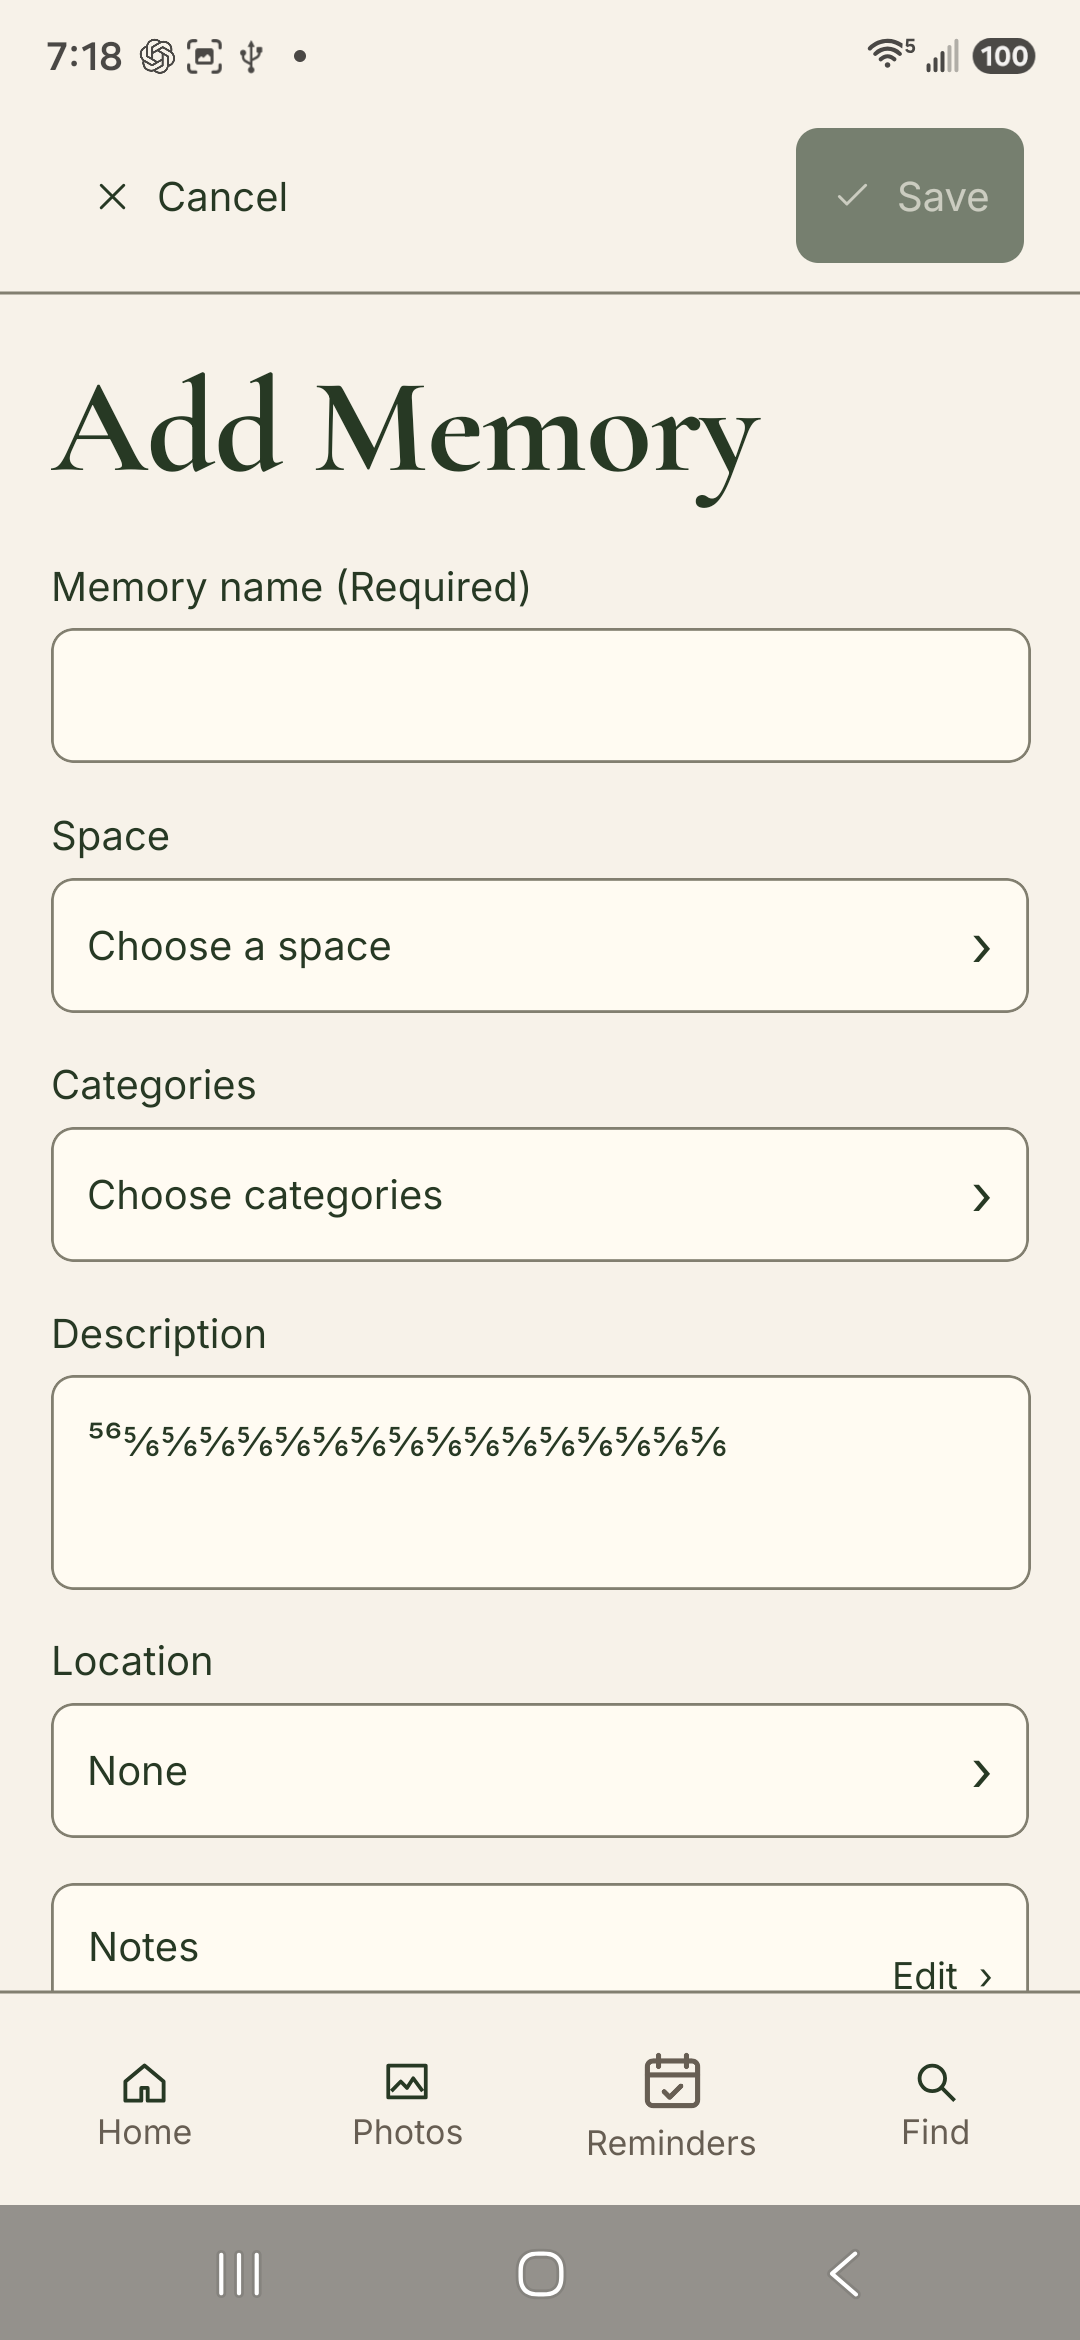 7:18
5
100
Cancel
Save
Add Memory
Memory name (Required)
Space
Choose a space ›
Categories
Choose categories ›
Description
⁵⁶⅚⅚⅚⅚⅚⅚⅚⅚⅚⅚⅚⅚⅚⅚⅚⅚
Location
None ›
Notes
Edit ›
Home
Photos
Reminders
Find